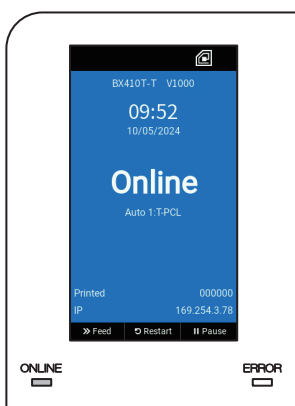 BX410T-T V1000
09:52
10/05/2024
Online
Auto 1:T-PCL
Printed 000000
IP 169.254.3.78
Feed Restart Pause
ONLINE ERROR